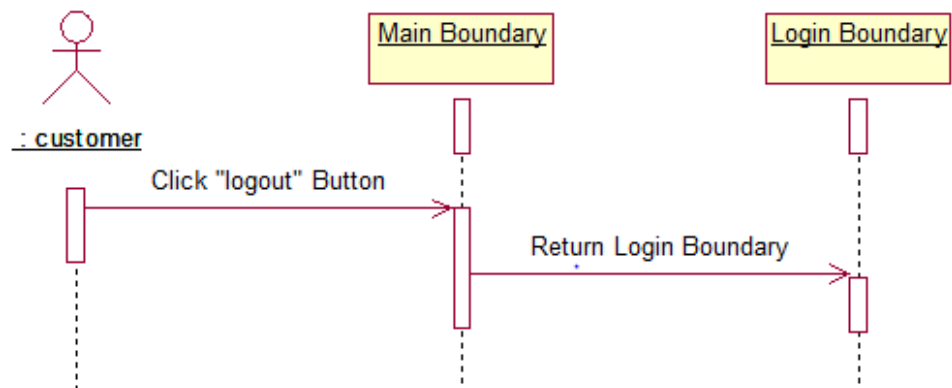 Main Boundary
Login Boundary
: customer
Click "logout" Button
Return Login Boundary